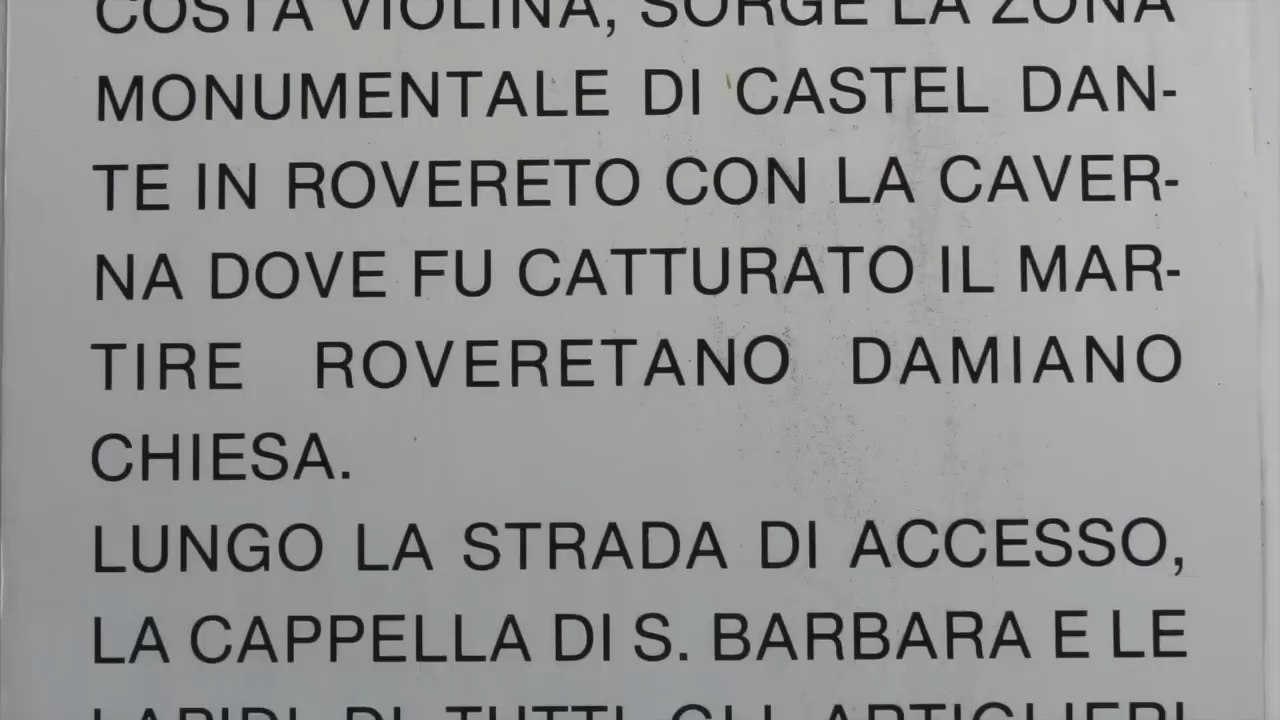 COSTA VIOLINA, SORGE LA ZONA
MONUMENTALE DI CASTEL DAN-
TE IN ROVERETO CON LA CAVER-
NA DOVE FU CATTURATO IL MAR-
TIRE ROVERETANO DAMIANO
CHIESA.
LUNGO LA STRADA DI ACCESSO,
LA CAPPELLA DI S. BARBARA E LE
LAPIDI DI TUTTI GLI ARTIGLIERI